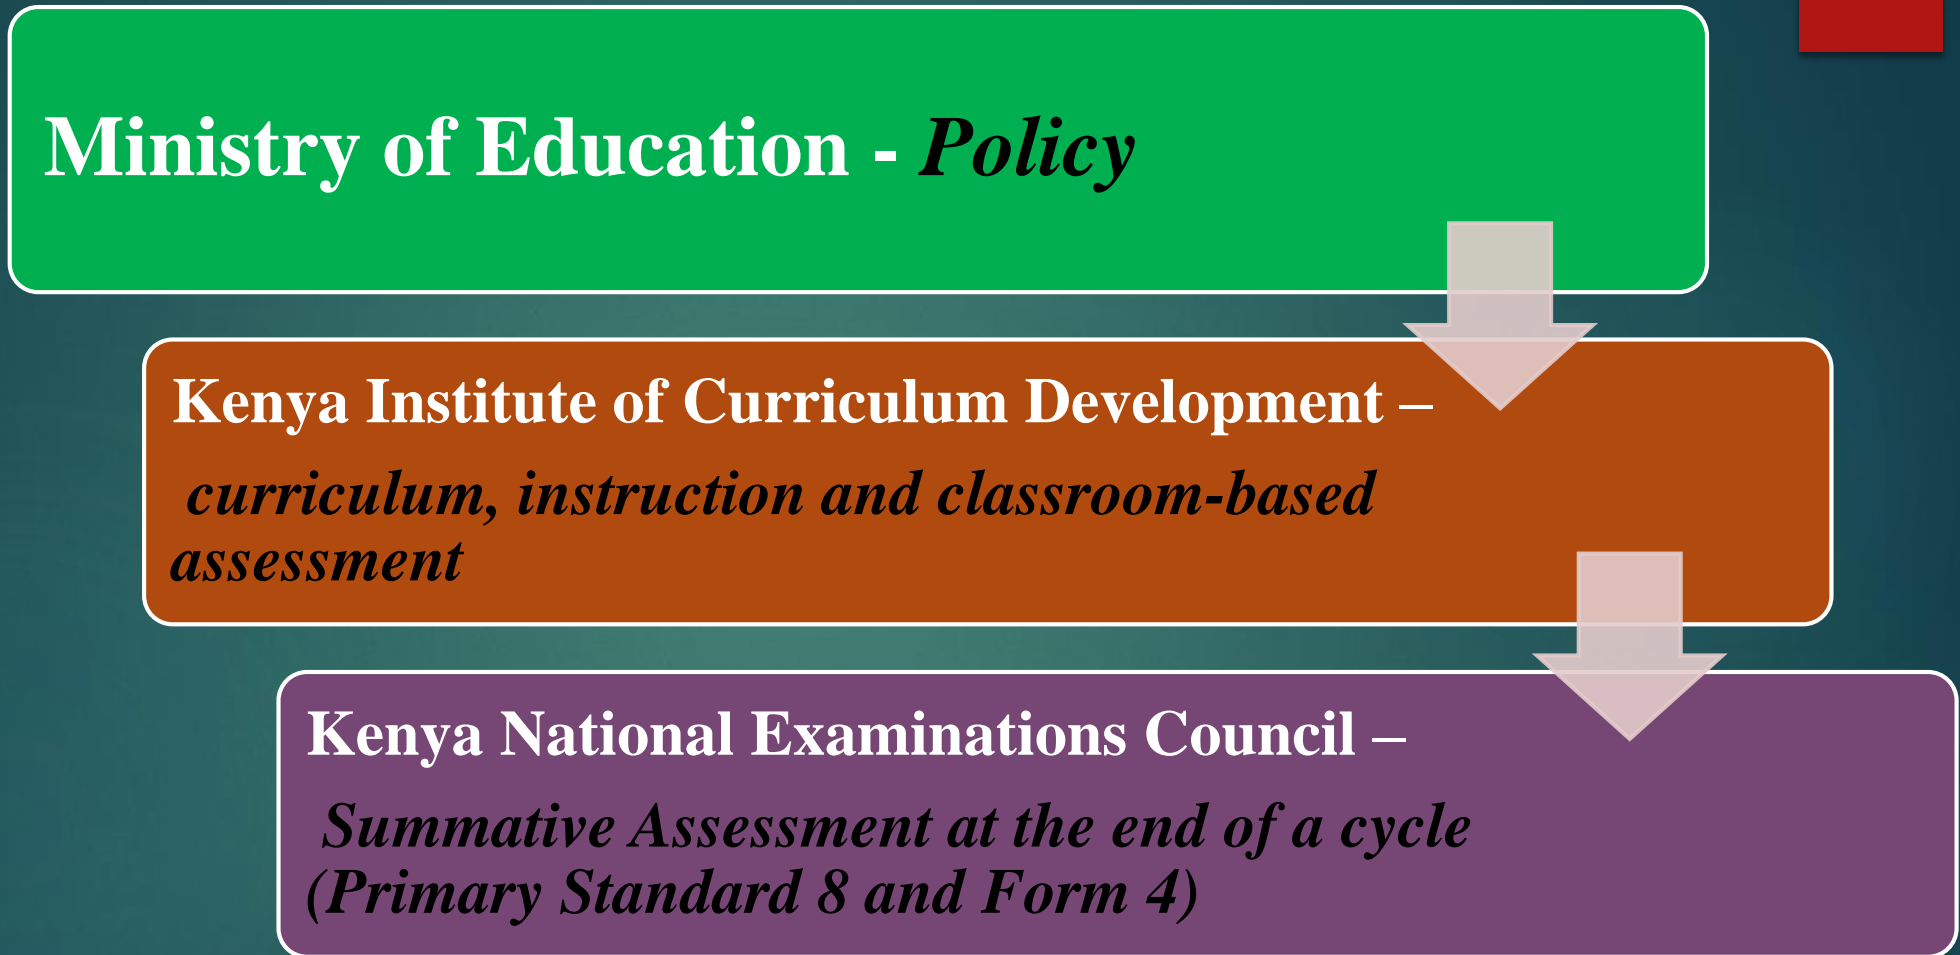 Ministry of Education - Policy
Kenya Institute of Curriculum Development –
curriculum, instruction and classroom-based
assessment
Kenya National Examinations Council –
Summative Assessment at the end of a cycle
(Primary Standard 8 and Form 4)